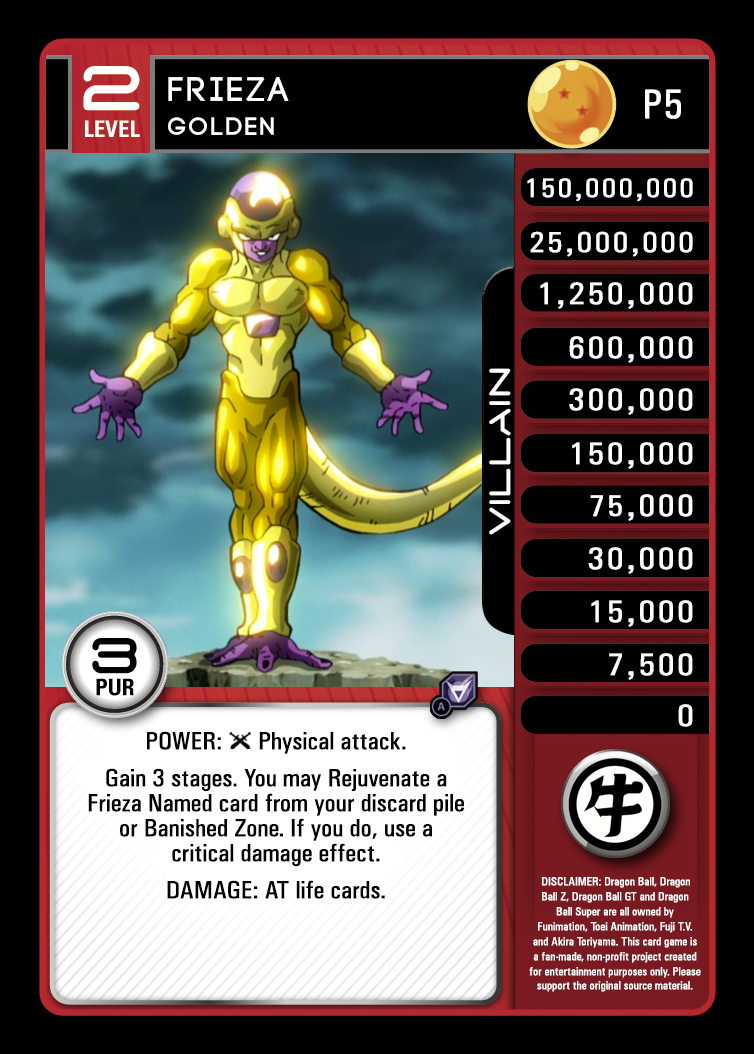 2
LEVEL
FRIEZA
GOLDEN
P5
150,000,000
25,000,000
1,250,000
600,000
300,000
150,000
75,000
30,000
15,000
7,500
0
VILLAIN
3
PUR
A
POWER: Physical attack.
Gain 3 stages. You may Rejuvenate a
Frieza Named card from your discard pile
or Banished Zone. If you do, use a
critical damage effect.
DAMAGE: AT life cards.
牛
DISCLAIMER: Dragon Ball, Dragon
Ball Z, Dragon Ball GT and Dragon
Ball Super are all owned by
Funimation, Toei Animation, Fuji T.V.
and Akira Toriyama. This card game is
a fan-made, non-profit project created
for entertainment purposes only. Please
support the original source material.